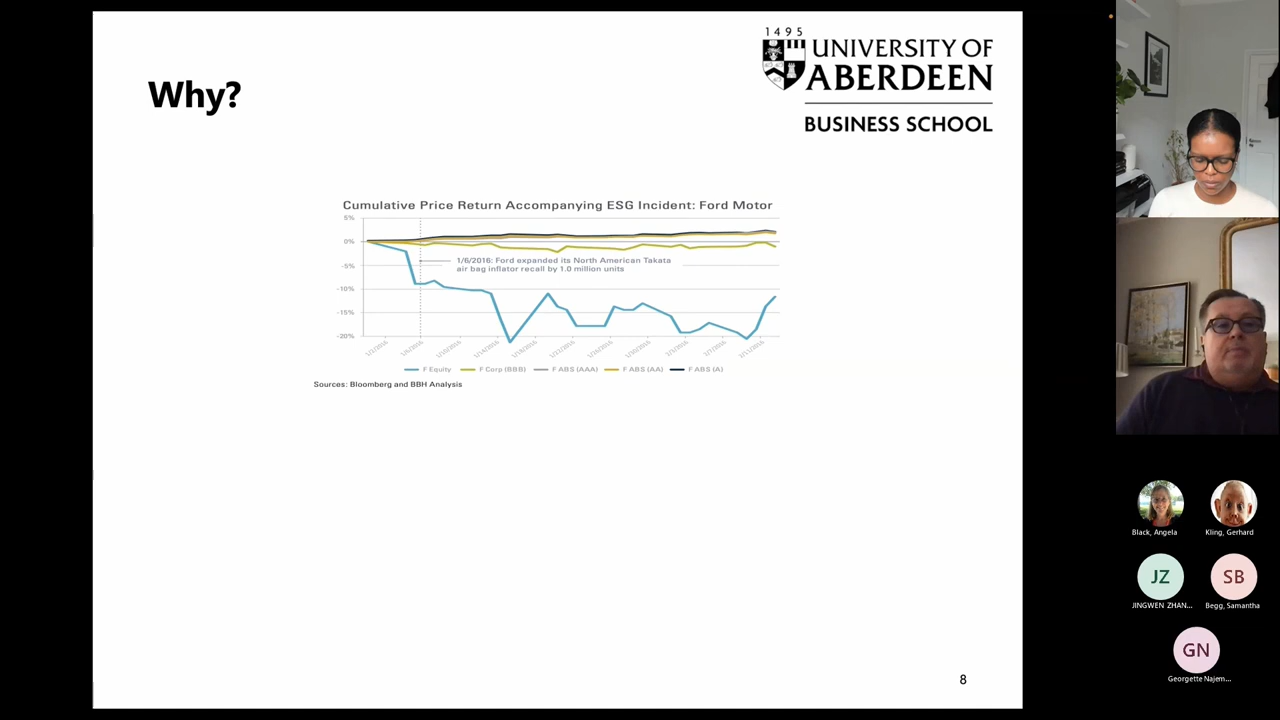 Why?
1495
UNIVERSITY OF
ABERDEEN
BUSINESS SCHOOL
Cumulative Price Return Accompanying ESG Incident: Ford Motor
5%
0%
-5%
-10%
-15%
-20%
1/6/2016: Ford expanded its North American Takata
air bag inflator recall by 1.0 million units
F Equity F Corp (BBB) F ABS (AAA) F ABS (AA) F ABS (A)
Sources: Bloomberg and BBH Analysis
8
Black, Angela
Kling, Gerhard
JZ
SB
JINGWEN ZHAN...
Begg, Samantha
GN
Georgette Najem...